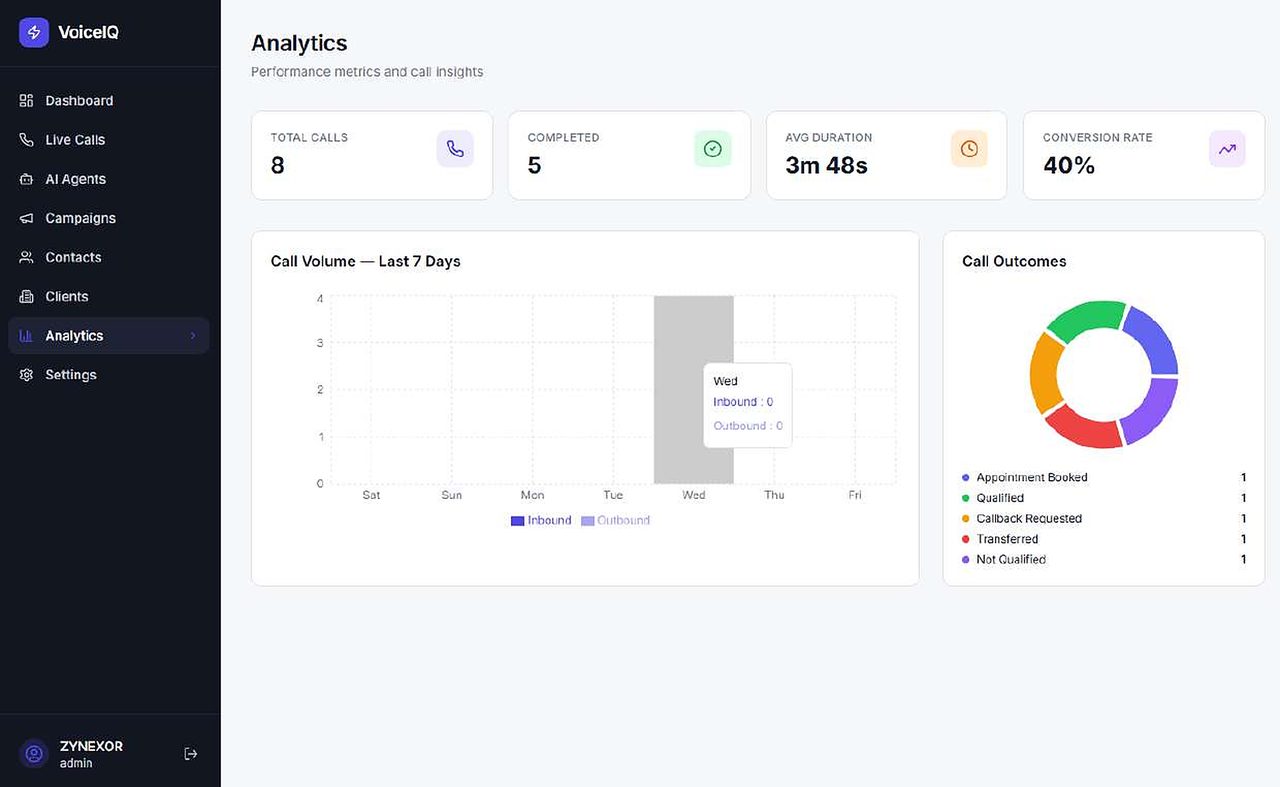 VoiceIQ
Dashboard
Live Calls
AI Agents
Campaigns
Contacts
Clients
Analytics
Settings
ZYNEXOR
admin
Analytics
Performance metrics and call insights
TOTAL CALLS
8
COMPLETED
5
AVG DURATION
3m 48s
CONVERSION RATE
40%
Call Volume — Last 7 Days
4
3
2
1
0
Sat Sun Mon Tue Wed Thu Fri
Wed
Inbound : 0
Outbound : 0
Inbound Outbound
Call Outcomes
Appointment Booked 1
Qualified 1
Callback Requested 1
Transferred 1
Not Qualified 1